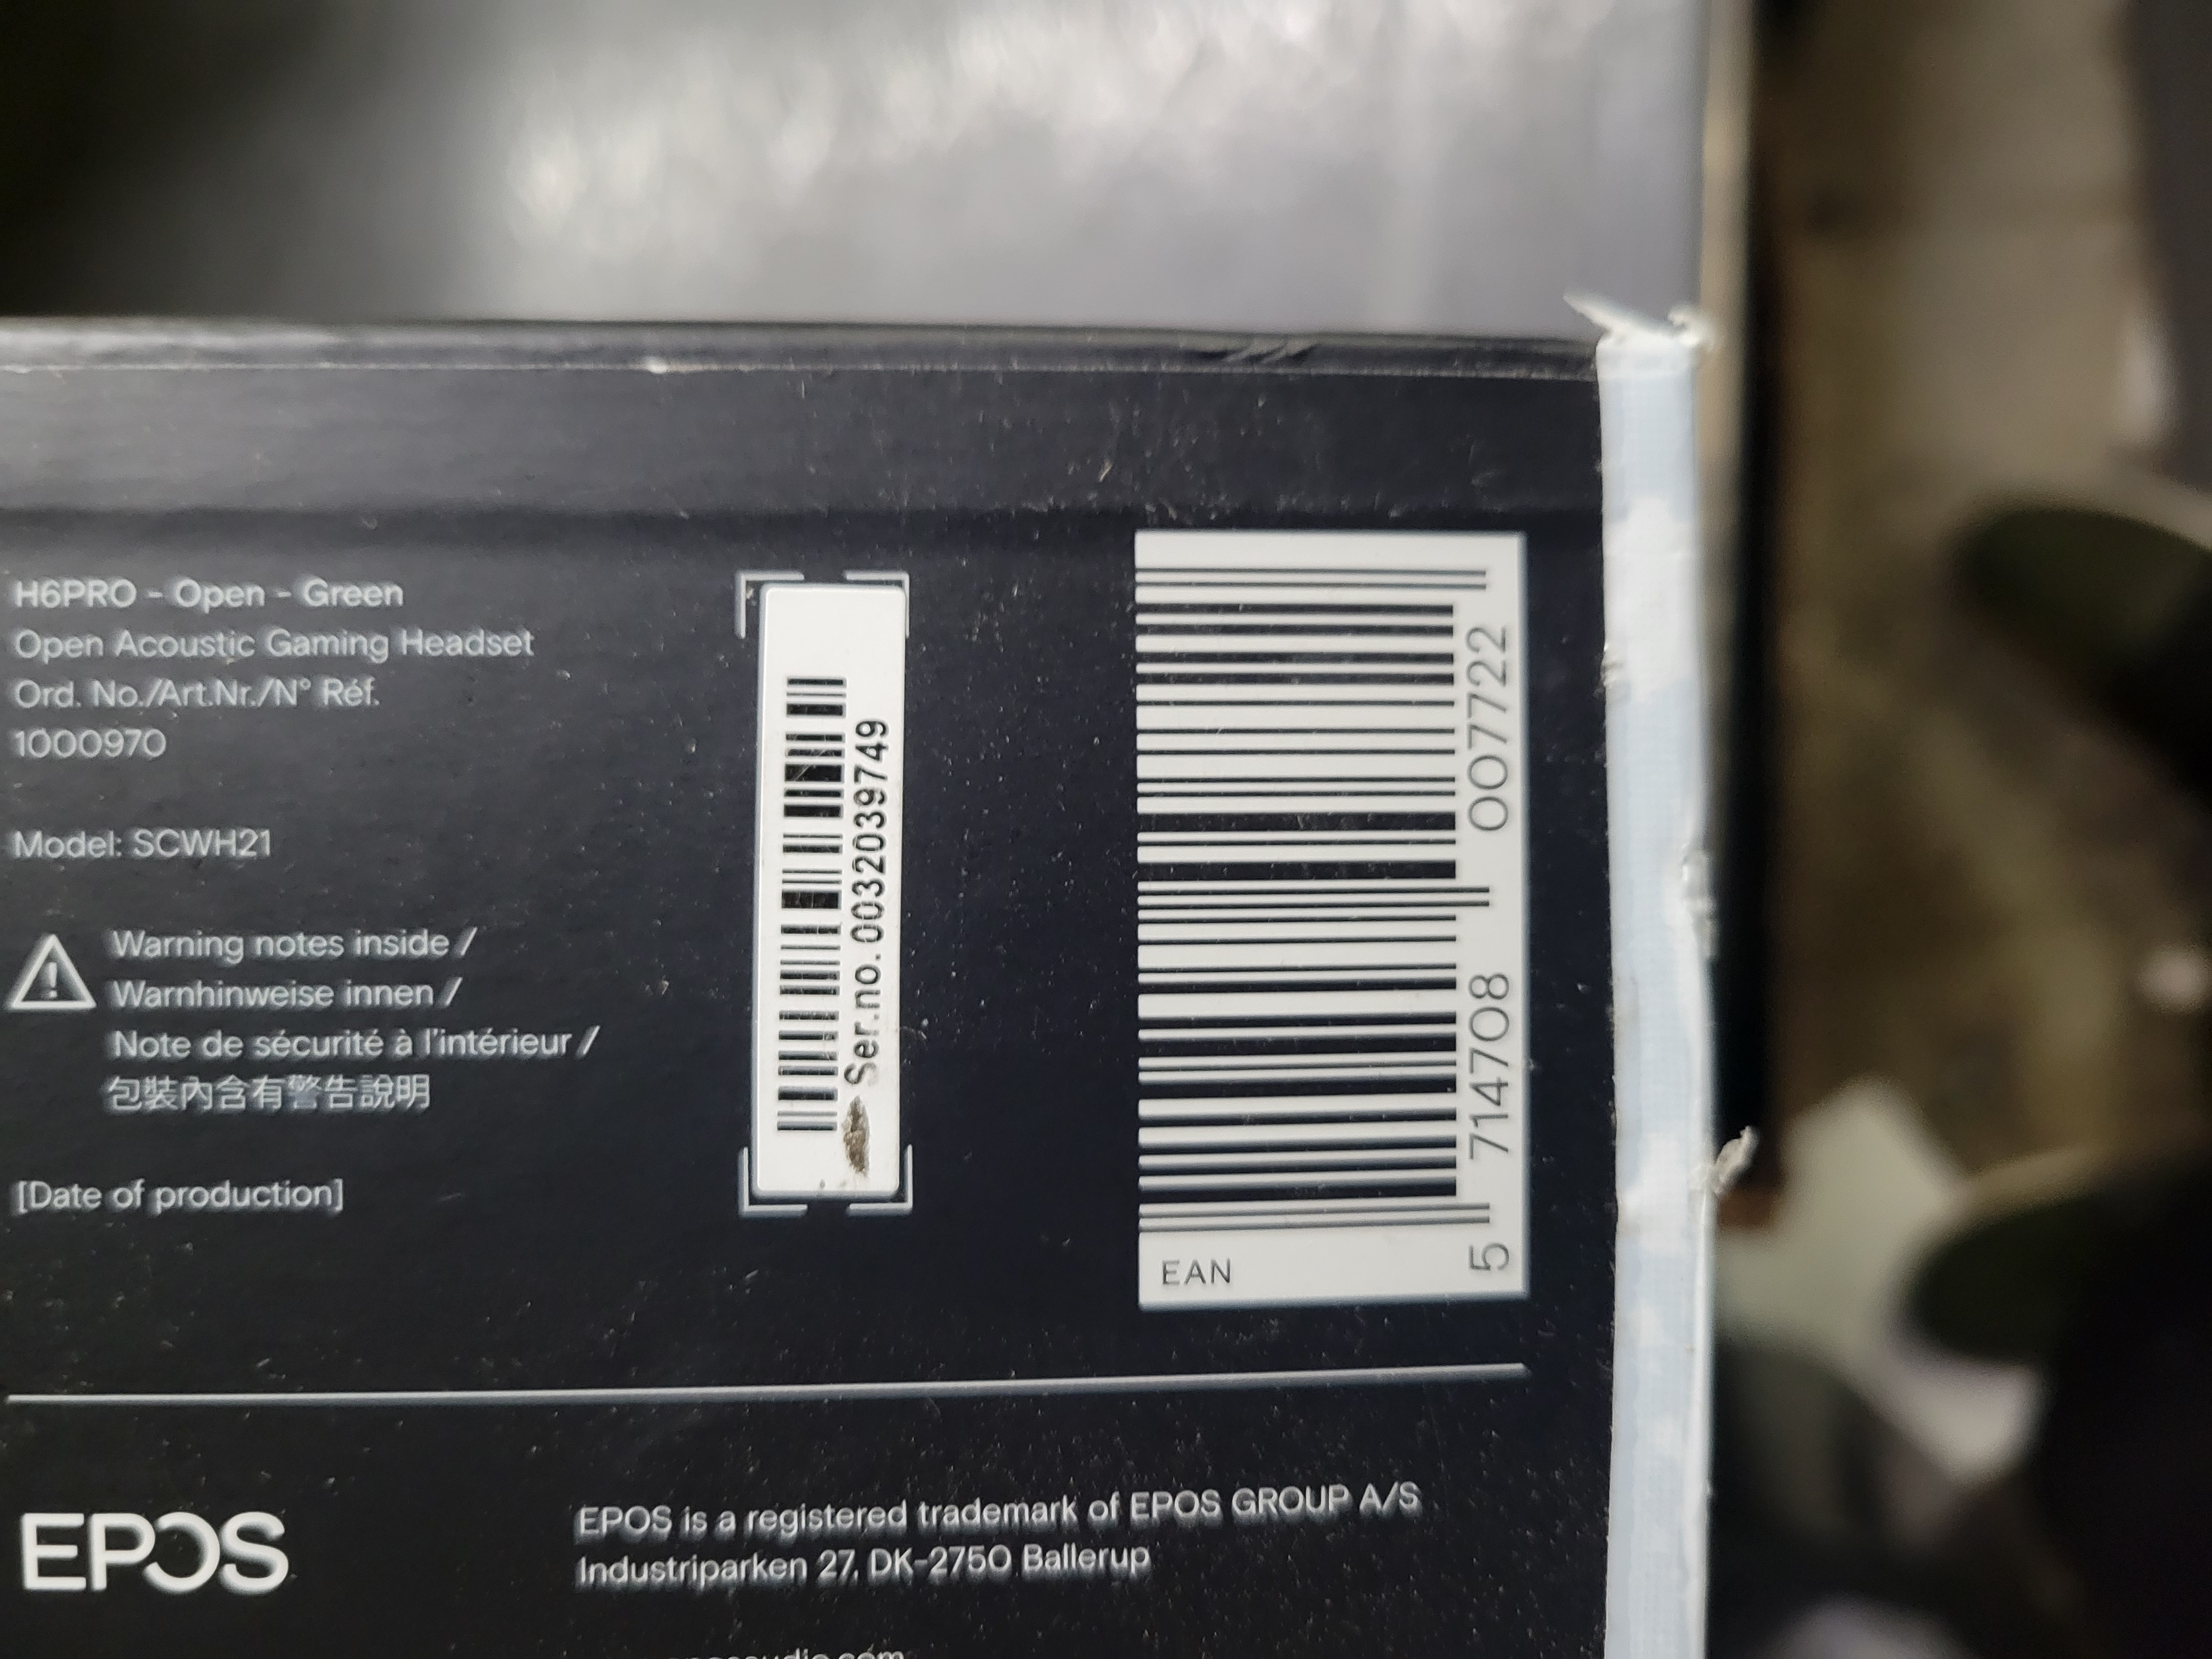 H6PRO - Open - Green
Open Acoustic Gaming Headset
Ord. No./Art.Nr./N° Réf.
1000970
Model: SCWH21
Warning notes inside /
Warnhinweise innen /
Note de sécurité à l'intérieur /
包裝內含有警告說明
[Date of production]
Ser.no. 0032039749
EAN
5 714708 007722
EPOS
EPOS is a registered trademark of EPOS GROUP A/S
Industriparken 27, DK-2750 Ballerup